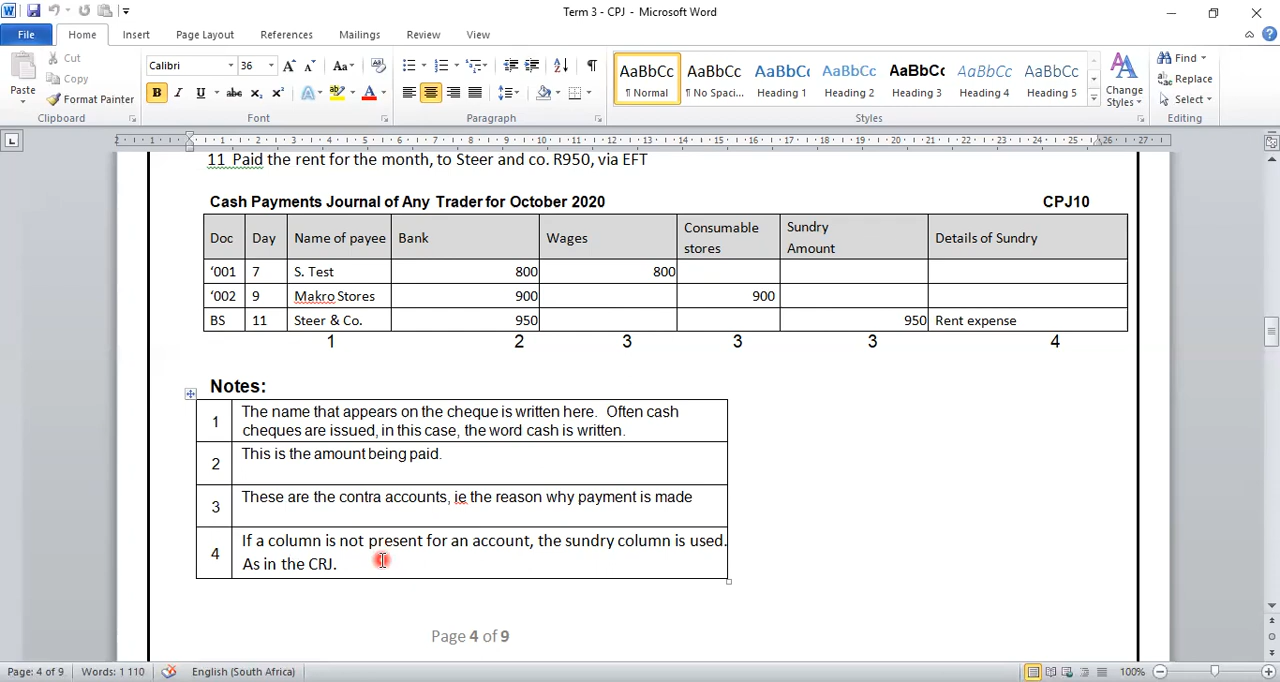 Term 3 - CPJ - Microsoft Word
File Home Insert Page Layout References Mailings Review View
Paste
Cut
Copy
Format Painter
Clipboard
Calibri 36
Font
Paragraph
AaBbCc AaBbCc AaBbCc AaBbCc AaBbCc AaBbCc AaBbCc
¶ Normal ¶ No Spaci... Heading 1 Heading 2 Heading 3 Heading 4 Heading 5
Styles
Change
Styles
Find
Replace
Select
Editing
11 Paid the rent for the month, to Steer and co. R950, via EFT
Cash Payments Journal of Any Trader for October 2020 CPJ10
Doc Day Name of payee Bank Wages Consumable stores Sundry Amount Details of Sundry
‘001 7 S. Test 800 800
‘002 9 Makro Stores 900 900
BS 11 Steer & Co. 950 950 Rent expense
1 2 3 3 3 4
Notes:
1 The name that appears on the cheque is written here. Often cash
cheques are issued, in this case, the word cash is written.
2 This is the amount being paid.
3 These are the contra accounts, ie the reason why payment is made
4 If a column is not present for an account, the sundry column is used.
As in the CRJ.
Page 4 of 9
Page: 4 of 9 Words: 1 110 English (South Africa) 100%